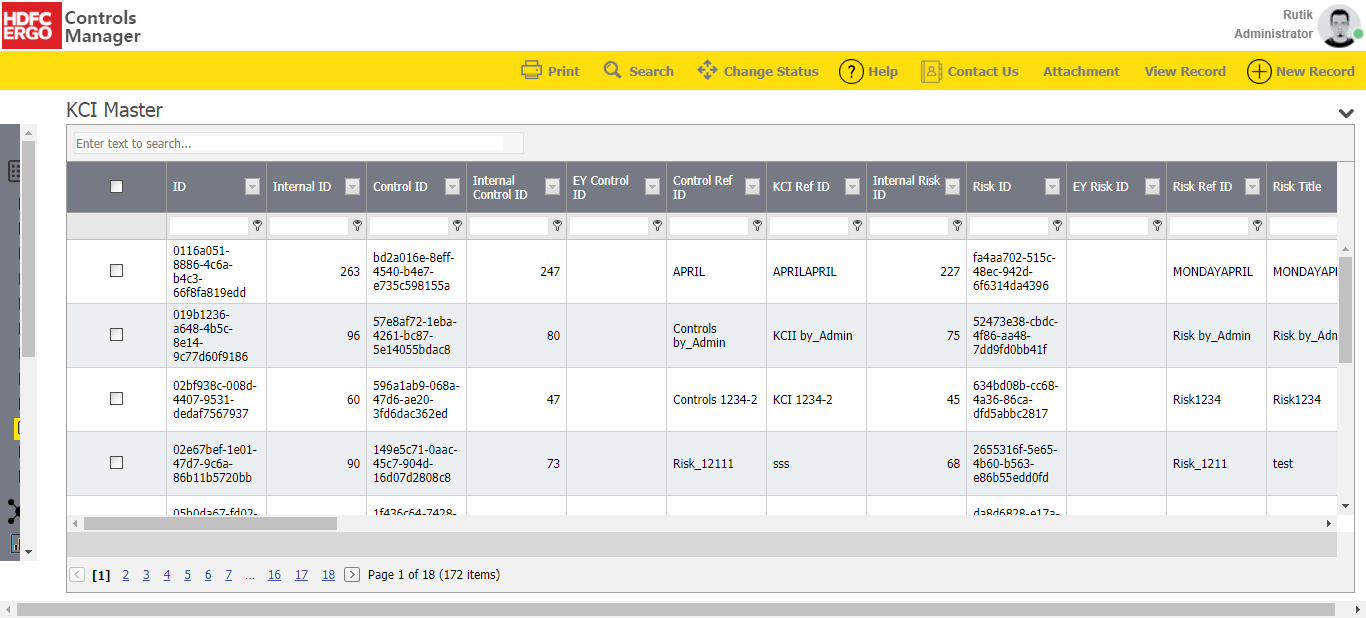 HDFC ERGO Controls Manager
Rutik
Administrator
Print Search Change Status ? Help Contact Us Attachment View Record New Record
KCI Master
Enter text to search...
ID Internal ID Control ID Internal Control ID EY Control ID Control Ref ID KCI Ref ID Internal Risk ID Risk ID EY Risk ID Risk Ref ID Risk Title
0116a051-8886-4c6a-b4c3-66f8fa819edd 263 bd2a016e-8eff-4540-b4e7-e735c598155a 247 APRIL APRILAPRIL 227 fa4aa702-515c-48ec-942d-6f6314da4396 MONDAYAPRIL MONDAYAPI
019b1236-a648-4b5c-8e14-9c77d60f9186 96 57e8af72-1eba-4261-bc87-5e14055bdac8 80 Controls by_Admin KCII by_Admin 75 52473e38-cbdc-4f86-aa48-7dd9fd0bb41f Risk by_Admin Risk by_Adn
02bf938c-008d-4407-9531-dedaf7567937 60 596a1ab9-068a-47d6-ae20-3fd6dac362ed 47 Controls 1234-2 KCI 1234-2 45 634bd08b-cc68-4a36-86ca-dfd5abbc2817 Risk1234 Risk1234
02e67bef-1e01-47d7-9c6a-86b11b5720bb 90 149e5c71-0aac-45c7-904d-16d07d2808c8 73 Risk_12111 sss 68 2655316f-5e65-4b60-b563-e86b55edd0fd Risk_1211 test
05b0da67-fd02- 1f436c64-7428- da8d6828-e17a-
[1] 2 3 4 5 6 7 … 16 17 18 Page 1 of 18 (172 items)